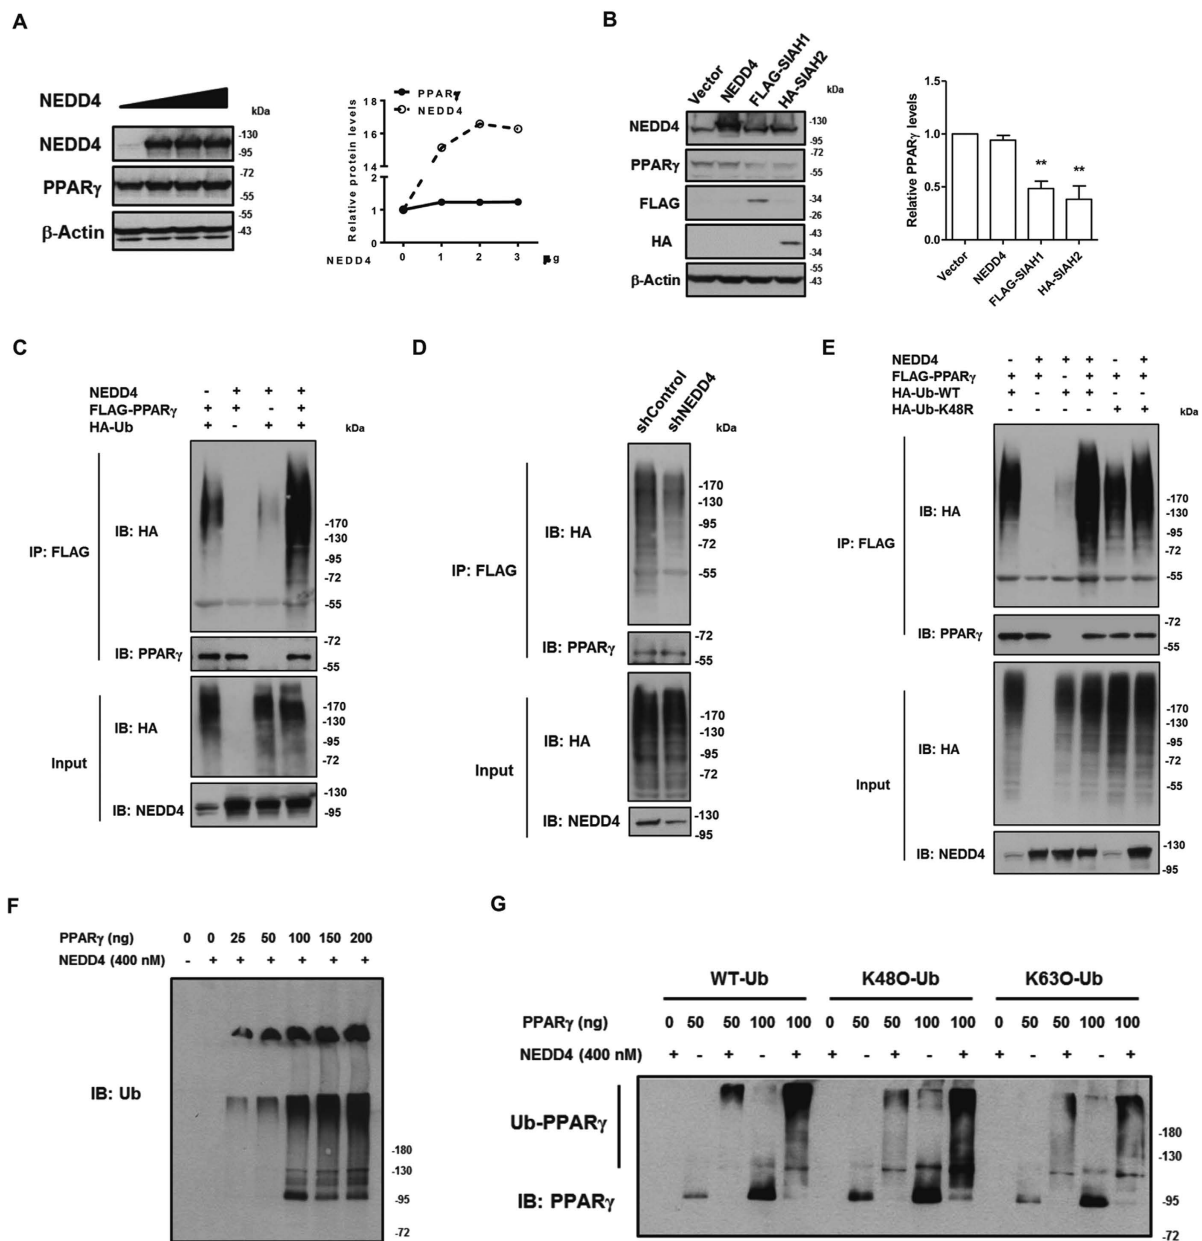 A
NEDD4
kDa
NEDD4
-130
-95
PPARγ
-72
-55
β-Actin
-55
-43
PPARγ
NEDD4
Relative protein levels
18
16
14
2
1
0
NEDD4 0 1 2 3 μg
B
Vector
NEDD4
FLAG-SIAH1
HA-SIAH2
kDa
NEDD4
-130
-95
PPARγ
-72
-55
FLAG
-34
-26
HA
-43
-34
β-Actin
-55
-43
Relative PPARγ levels
1.5
1.0
0.5
0.0
**
**
Vector
NEDD4
FLAG-SIAH1
HA-SIAH2
C
NEDD4 - + + +
FLAG-PPARγ + + - +
HA-Ub + - + +
kDa
IP: FLAG
IB: HA
-170
-130
-95
-72
-55
IB: PPARγ
-72
-55
Input
IB: HA
-170
-130
-95
-72
IB: NEDD4
-130
-95
D
shControl
shNEDD4
kDa
IP: FLAG
IB: HA
-170
-130
-95
-72
-55
IB: PPARγ
-72
-55
Input
IB: HA
-170
-130
-95
-72
IB: NEDD4
-130
-95
E
NEDD4 - + + + - +
FLAG-PPARγ + + - + + +
HA-Ub-WT + - + + - -
HA-Ub-K48R - - - - + +
kDa
IP: FLAG
IB: HA
-170
-130
-95
-72
-55
IB: PPARγ
-72
-55
Input
IB: HA
-170
-130
-95
-72
-55
IB: NEDD4
-130
-95
F
PPARγ (ng) 0 0 25 50 100 150 200
NEDD4 (400 nM) - + + + + + +
IB: Ub
-180
-130
-95
-72
G
WT-Ub K48O-Ub K63O-Ub
PPARγ (ng) 0 50 50 100 100 0 50 50 100 100 0 50 50 100 100
NEDD4 (400 nM) + - + - + + - + - + + - + - +
Ub-PPARγ
IB: PPARγ
-180
-130
-95
-72